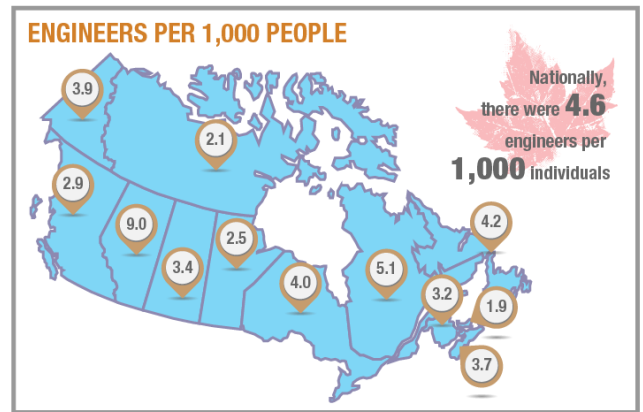 ENGINEERS PER 1,000 PEOPLE
Nationally,
there were 4.6
engineers per
1,000 individuals
3.9
2.1
2.9
9.0
3.4
2.5
4.0
5.1
4.2
3.2
1.9
3.7